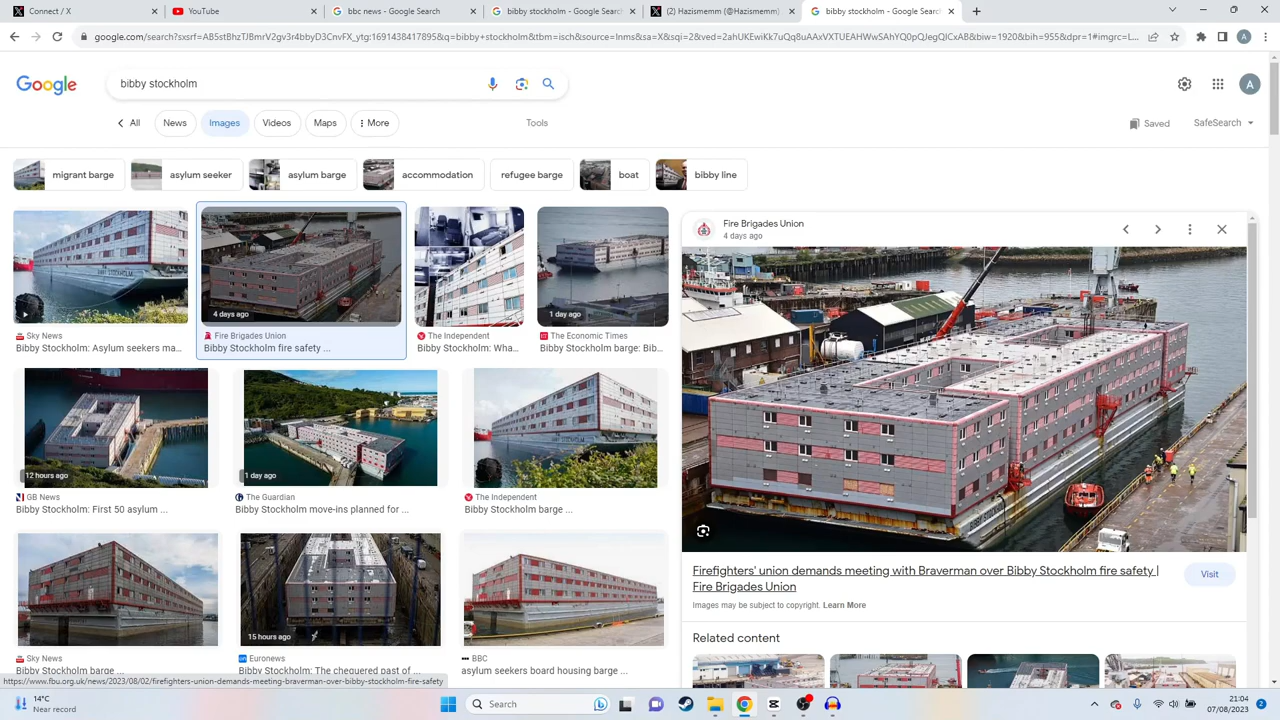 Connect / X
YouTube
bbc news - Google Search
bibby stockholm - Google Sear
(2) Hazismemm (@Hazismemm)
bibby stockholm - Google Sear
google.com/search?sxsrf=AB5stBhzTJBmrV2gv3r4bbyD3CnvFX_ytg:1691438417895&q=bibby+stockholm&tbm=isch&source=lnms&sa=X&sqi=2&ved=2ahUKEwiKk7uQq8uAAxVXTUEAHWwSAhYQ0pQJegQICxAB&biw=1920&bih=955&dpr=1#imgrc=L...
A
Google
bibby stockholm
A
All
News
Images
Videos
Maps
More
Tools
Saved
SafeSearch
migrant barge
asylum seeker
asylum barge
accommodation
refugee barge
boat
bibby line
Fire Brigades Union
4 days ago
4 days ago
1 day ago
Sky News
Fire Brigades Union
The Independent
The Economic Times
Bibby Stockholm: Asylum seekers ma...
Bibby Stockholm fire safety ...
Bibby Stockholm: Wha...
Bibby Stockholm barge: Bib...
12 hours ago
1 day ago
GB News
The Guardian
The Independent
Bibby Stockholm: First 50 asylum ...
Bibby Stockholm move-ins planned for ...
Bibby Stockholm barge ...
BIBBY STOCKHOLM
Firefighters' union demands meeting with Braverman over Bibby Stockholm fire safety |
Fire Brigades Union
Visit
Images may be subject to copyright. Learn More
15 hours ago
Related content
Sky News
Euronews
BBC
Bibby Stockholm barge ...
Bibby Stockholm: The chequered past of ...
asylum seekers board housing barge ...
https://www.fbu.org.uk/news/2023/08/02/firefighters-union-demands-meeting-braverman-over-bibby-stockholm-fire-safety
14°C
Near record
Search
21:04
07/08/2023
2